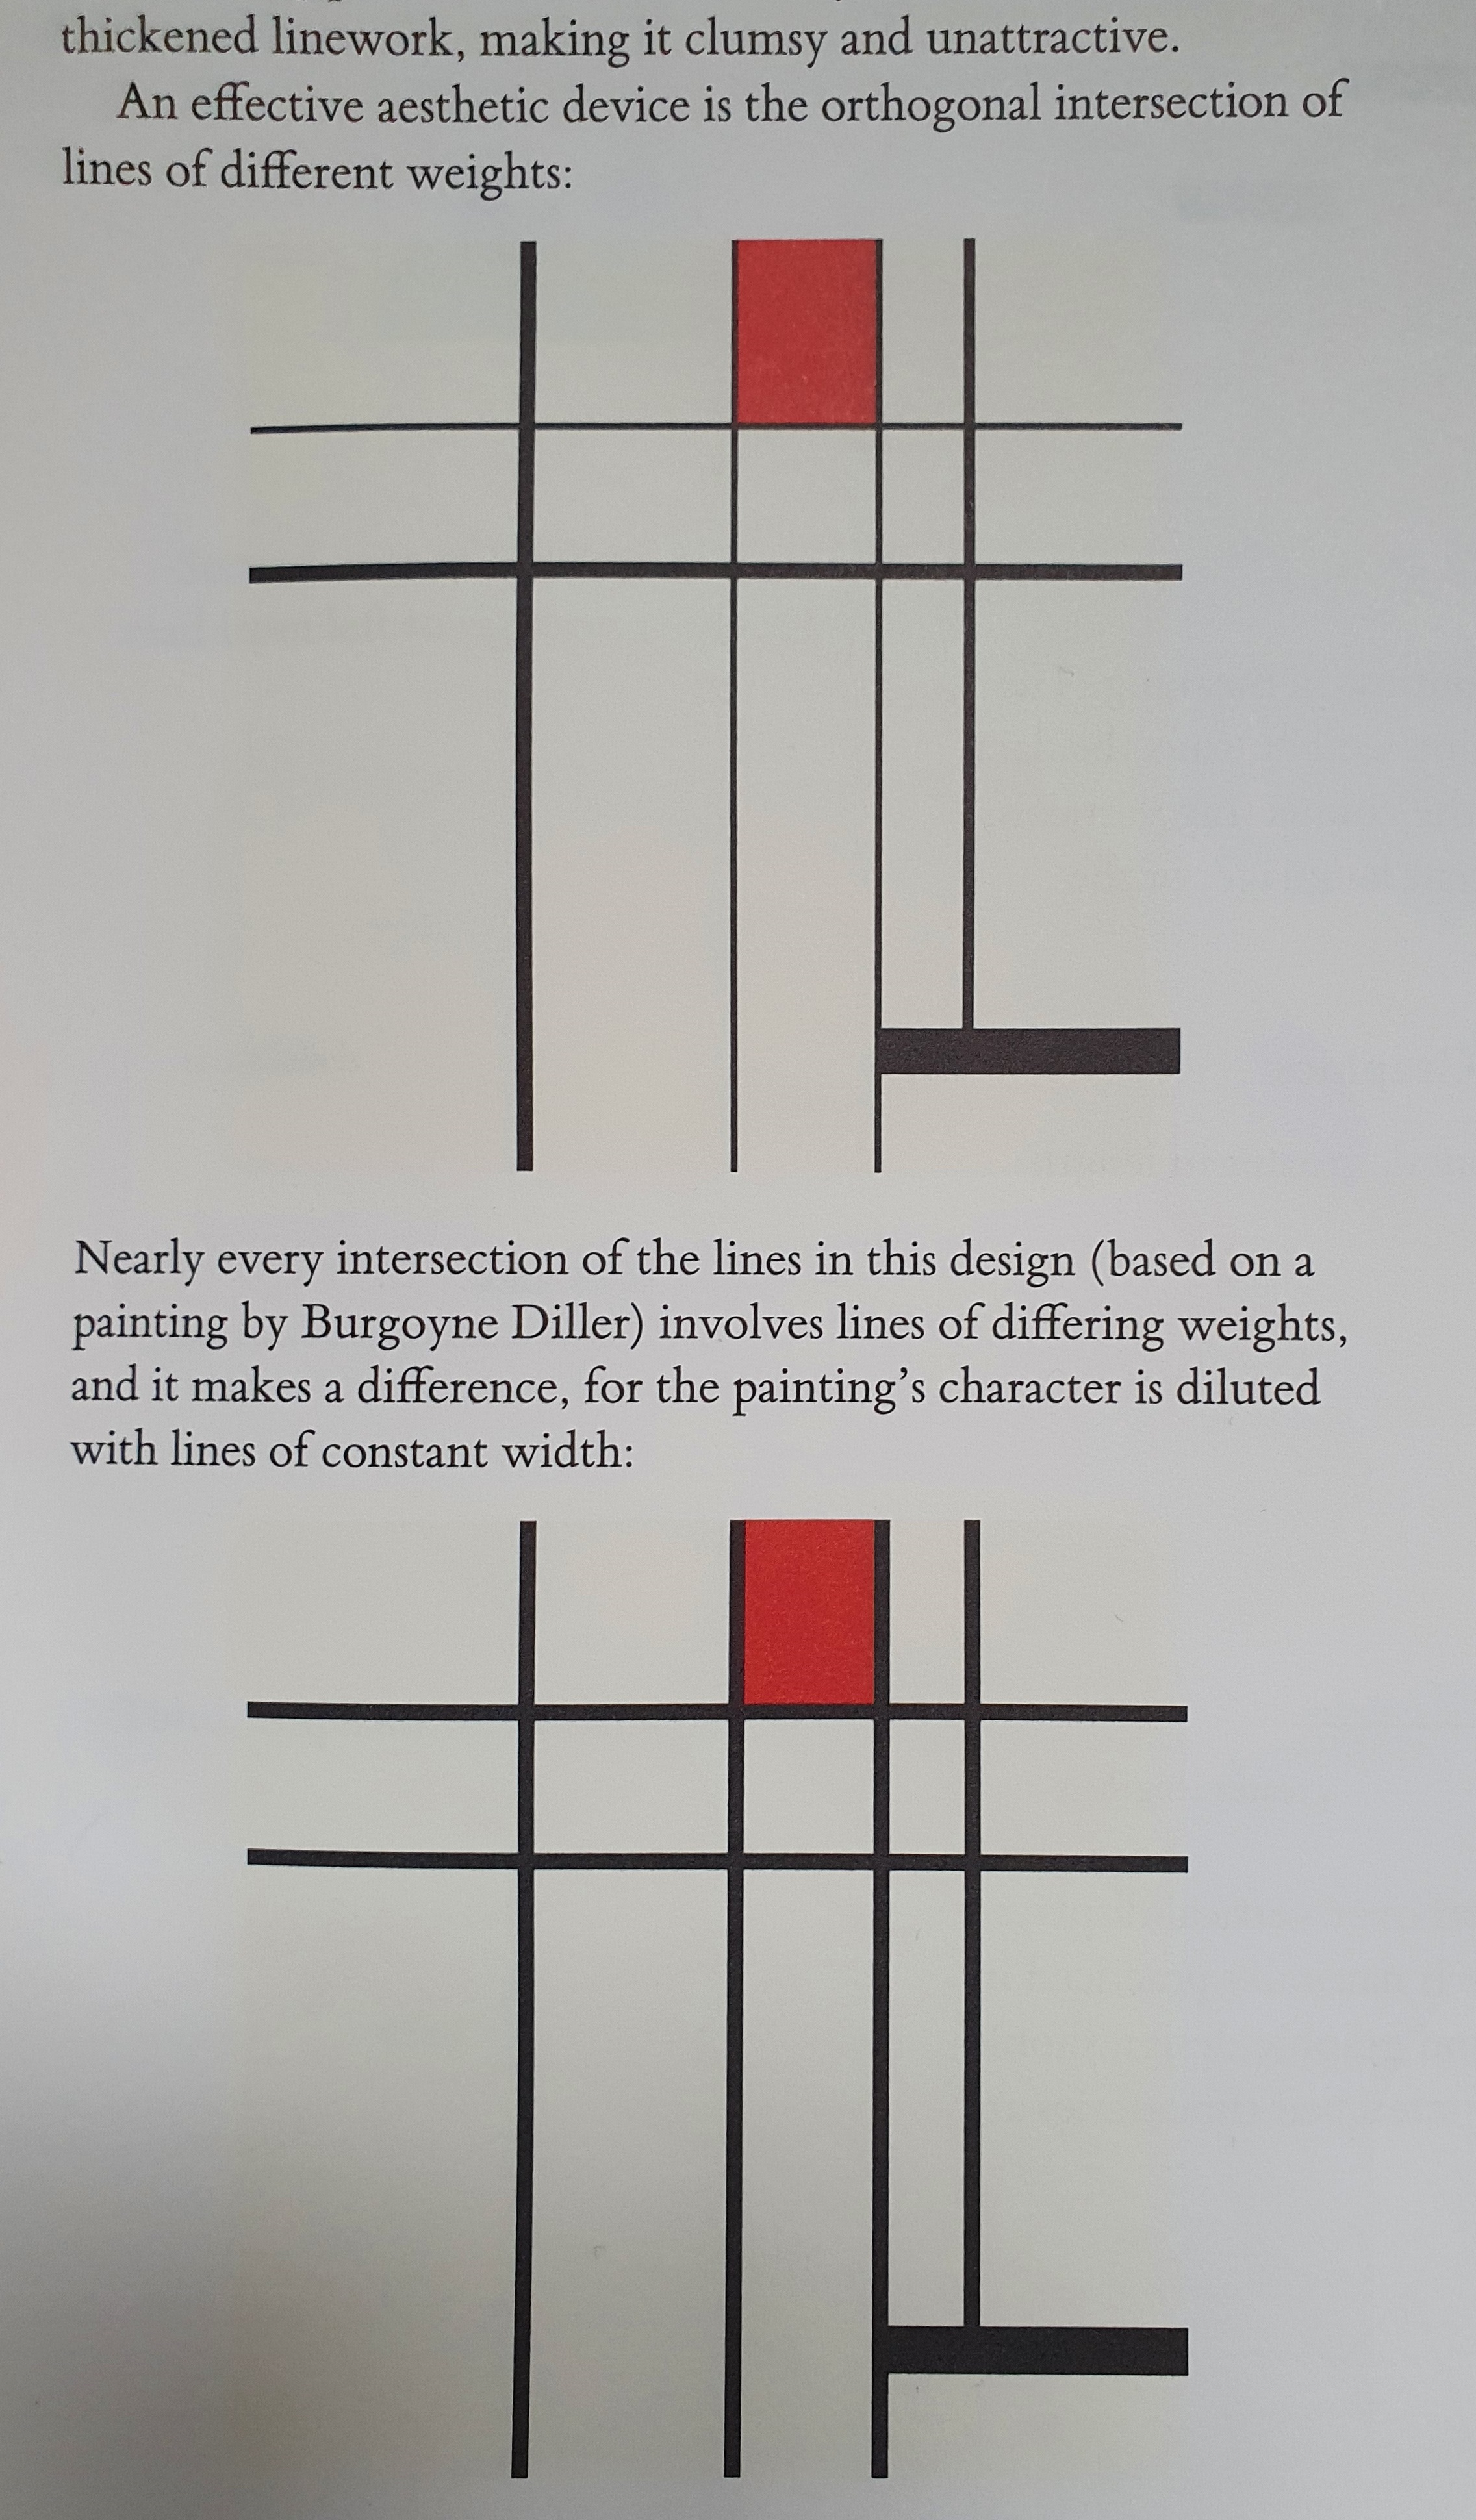 thickened linework, making it clumsy and unattractive.
An effective aesthetic device is the orthogonal intersection of
lines of different weights:
Nearly every intersection of the lines in this design (based on a
painting by Burgoyne Diller) involves lines of differing weights,
and it makes a difference, for the painting’s character is diluted
with lines of constant width: